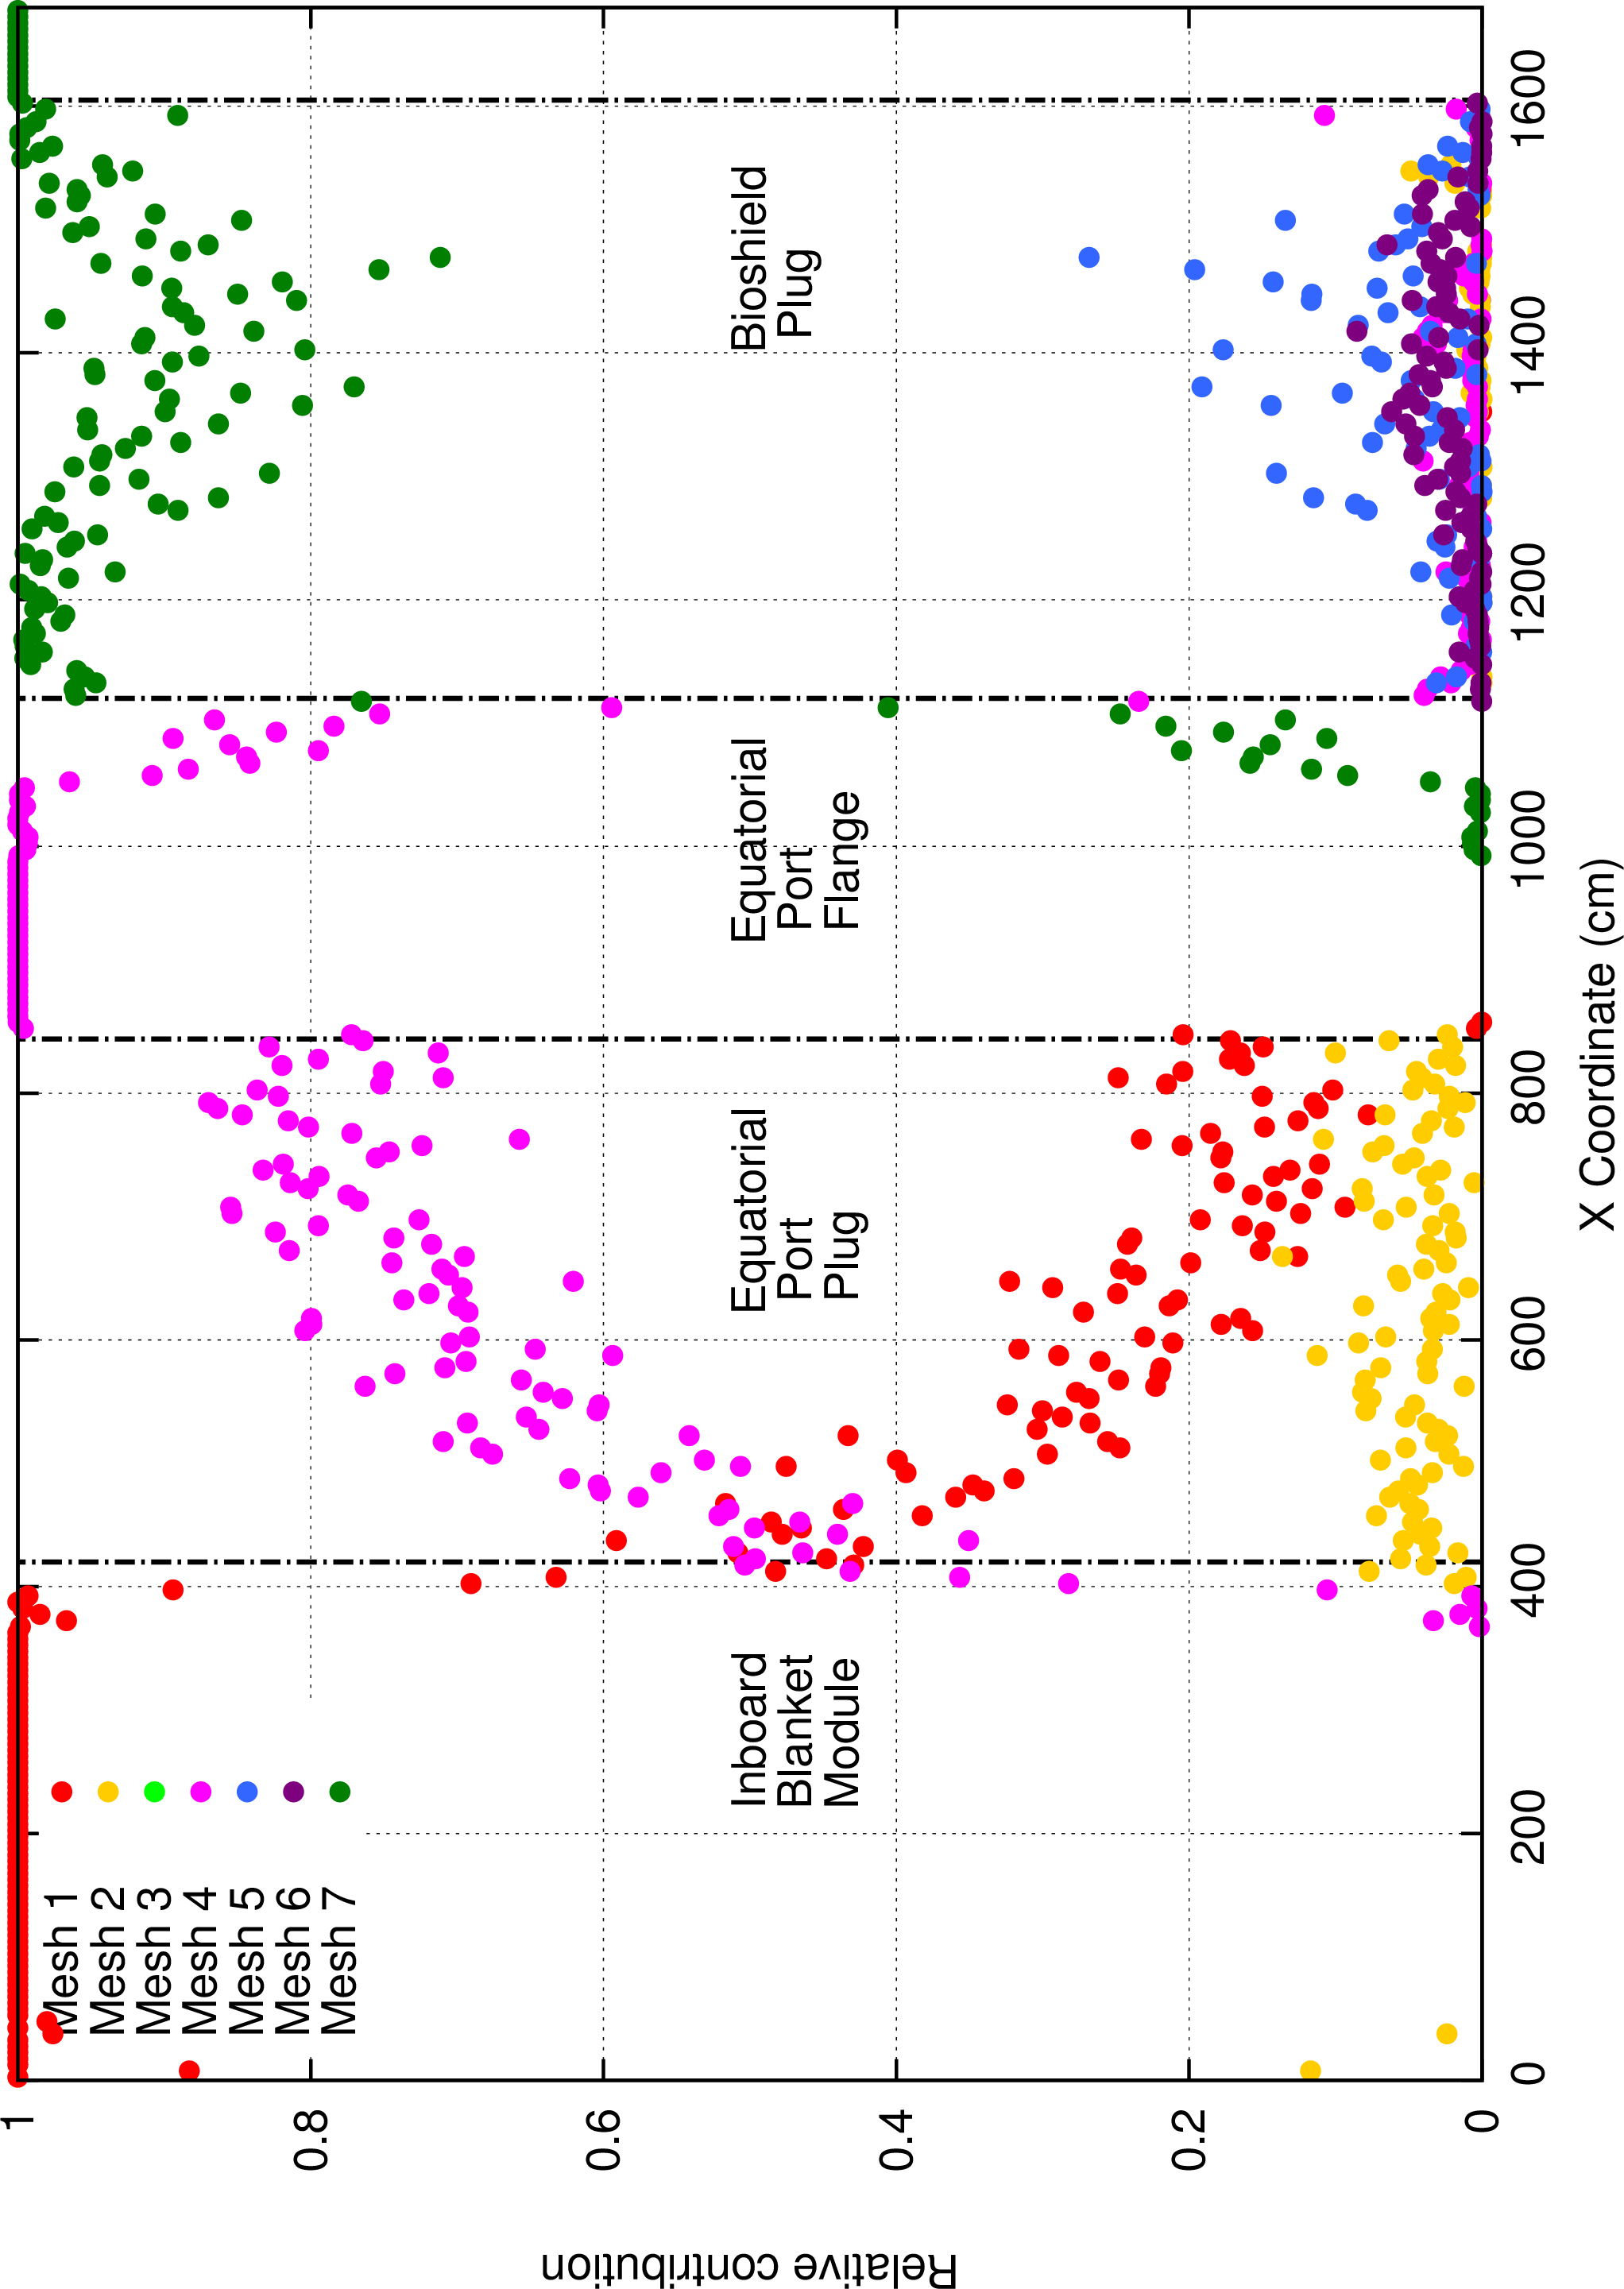 Relative contribution
1
0.8
0.6
0.4
0.2
0
0
200
400
600
800
1000
1200
1400
1600
X Coordinate (cm)
Mesh 1
Mesh 2
Mesh 3
Mesh 4
Mesh 5
Mesh 6
Mesh 7
Inboard
Blanket
Module
Equatorial
Port
Plug
Equatorial
Port
Flange
Bioshield
Plug